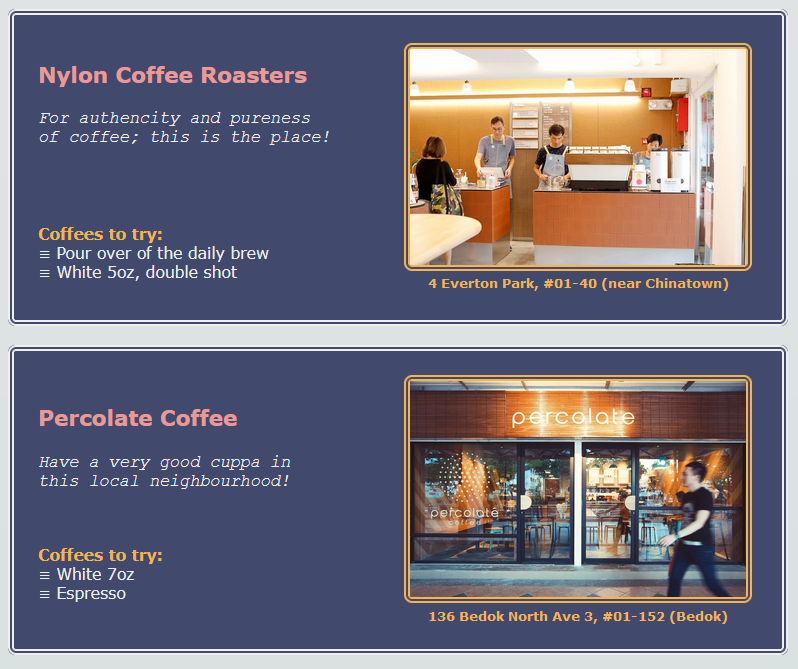 Nylon Coffee Roasters
For authencity and pureness
of coffee; this is the place!
Coffees to try:
≡ Pour over of the daily brew
≡ White 5oz, double shot
4 Everton Park, #01-40 (near Chinatown)
Percolate Coffee
Have a very good cuppa in
this local neighbourhood!
Coffees to try:
≡ White 7oz
≡ Espresso
percolate
percolate
coffee
136 Bedok North Ave 3, #01-152 (Bedok)